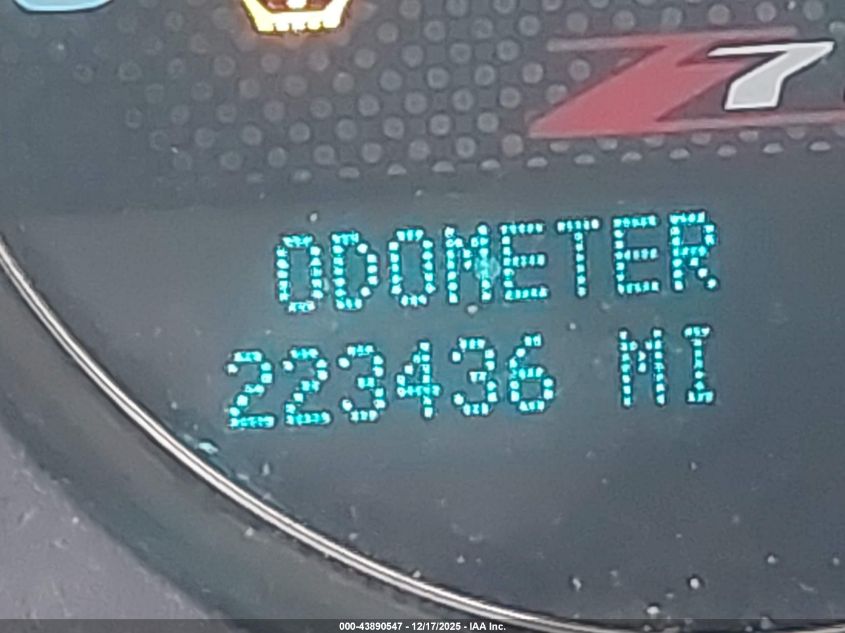 Z7
ODOMETER
223436 MI
000-43890547 - 12/17/2025 - IAA Inc.